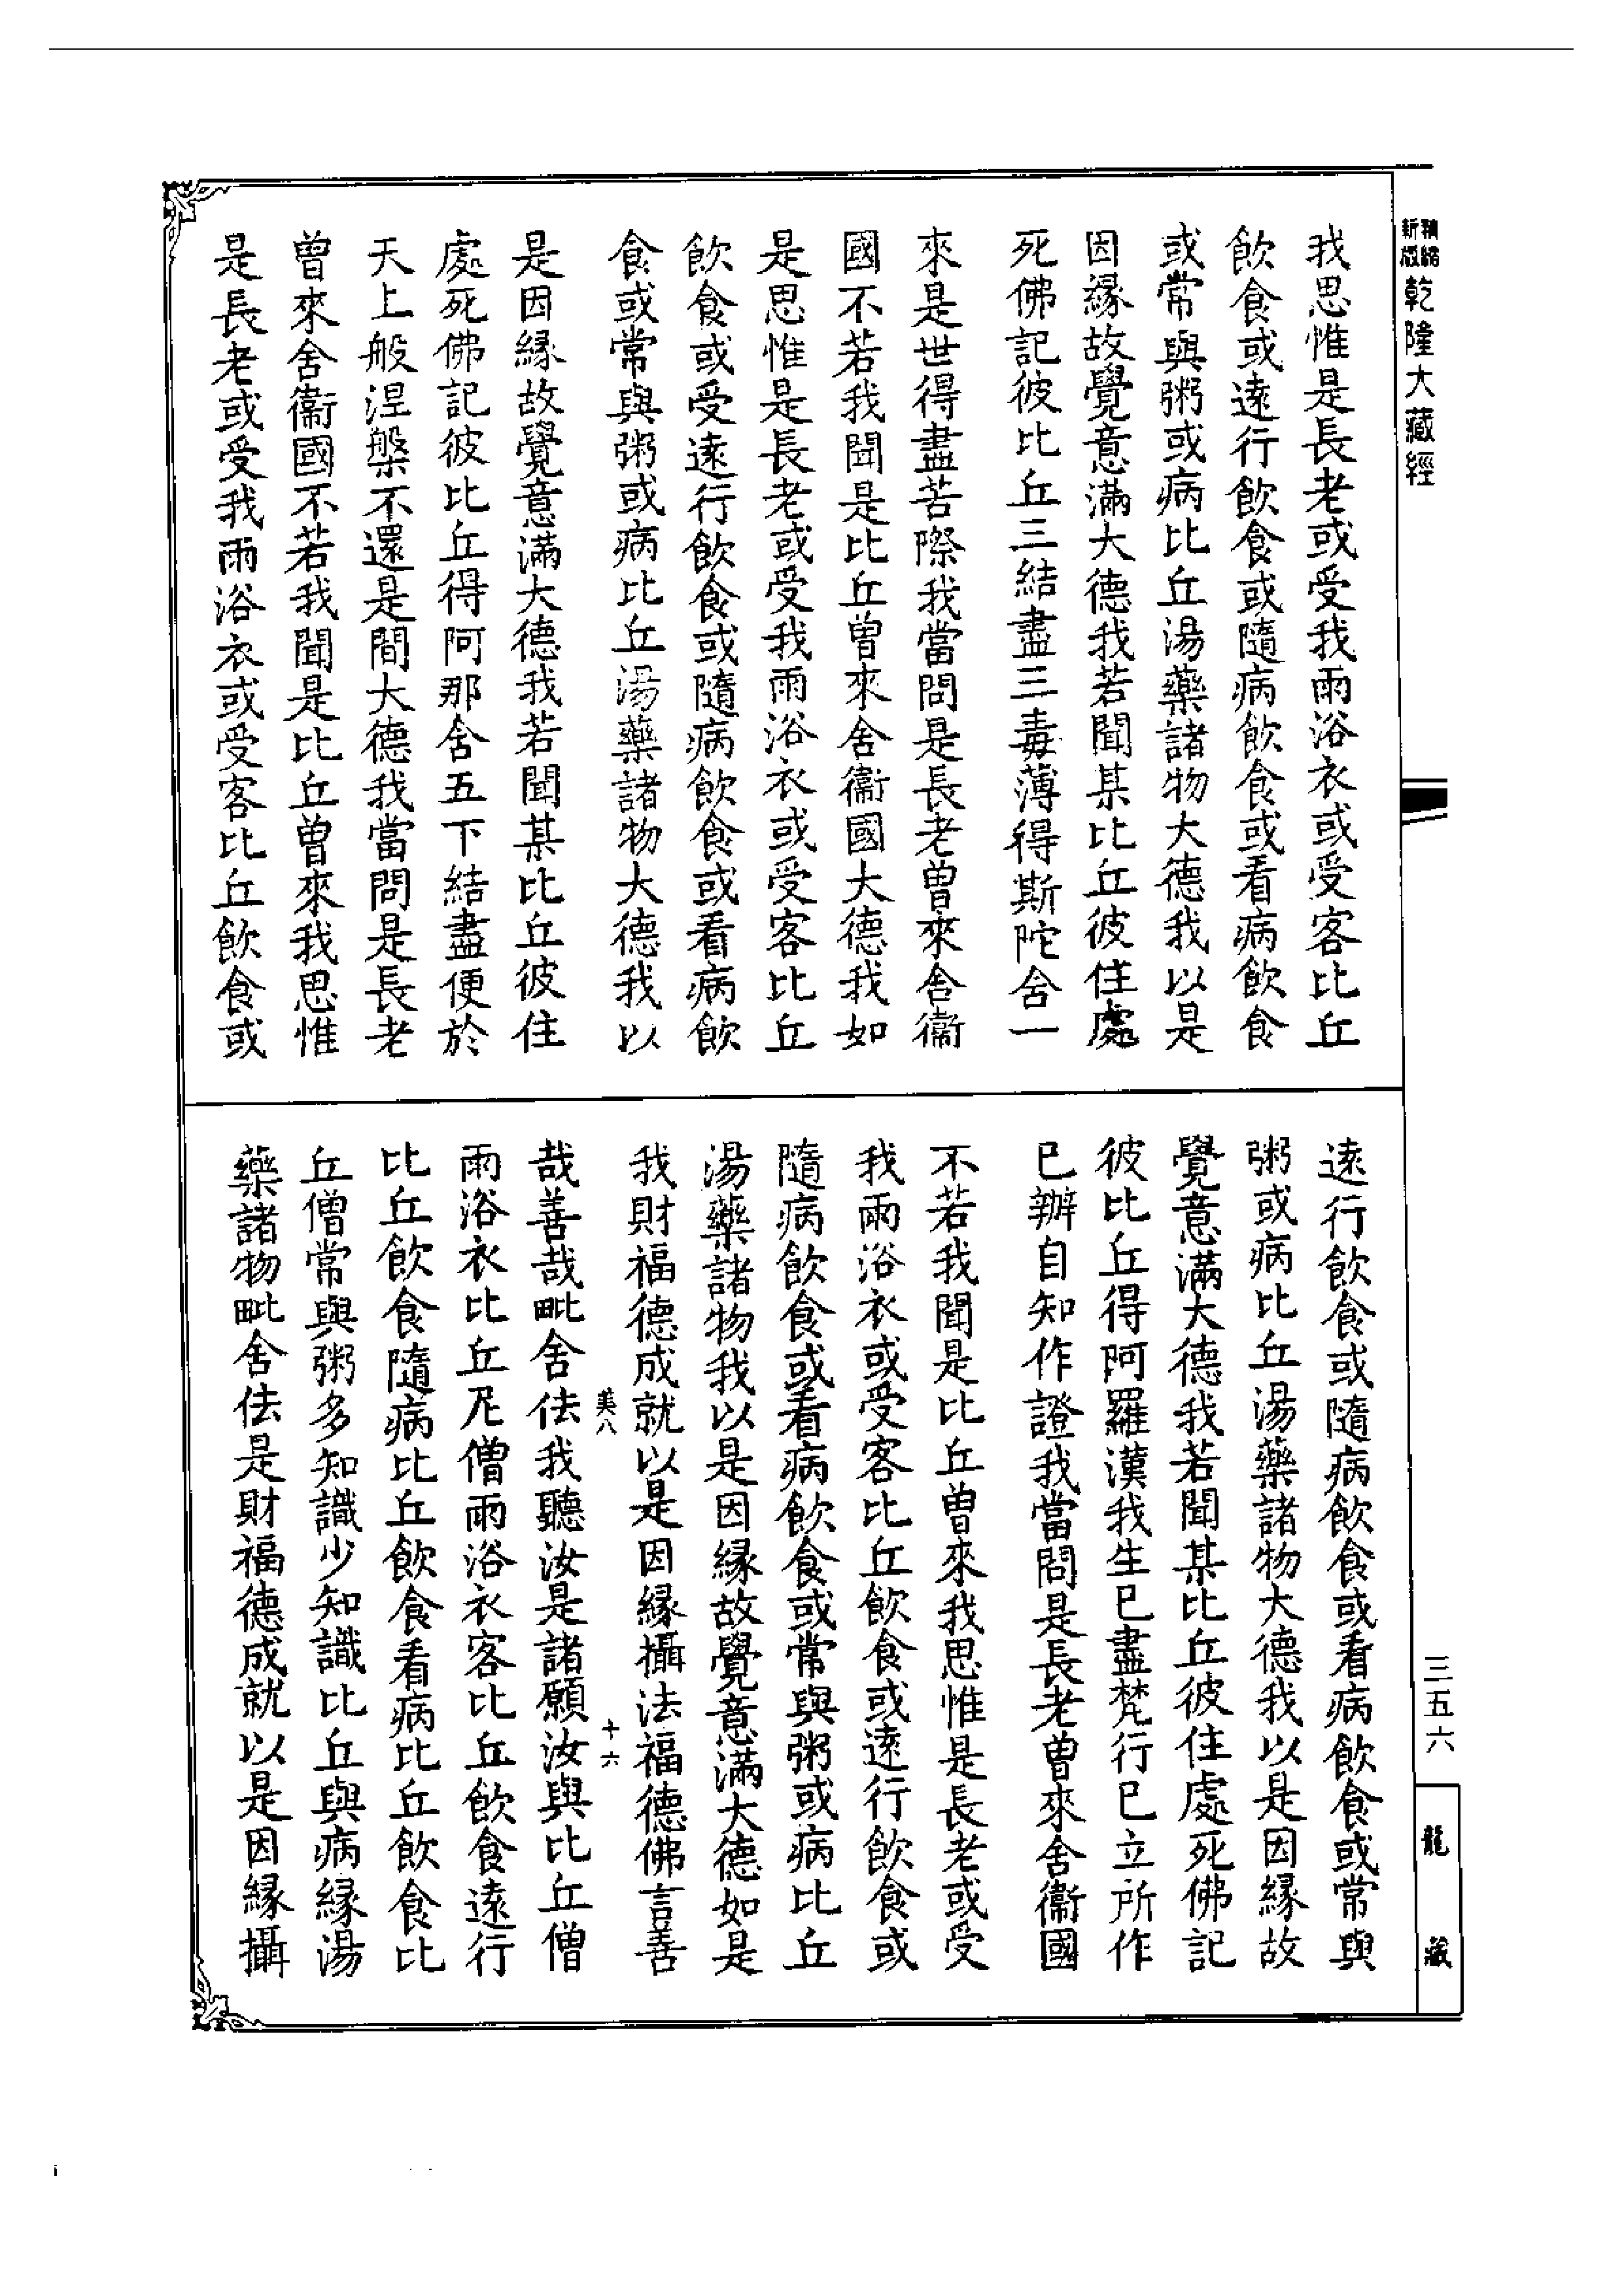 乾隆大藏經
我思惟是長老或受我雨浴衣或受客比丘
飲食或遠行飲食或隨病飲食或看病飲食
或常與粥或病比丘湯藥諸物大德我以是
因緣故覺意滿大德我若聞某比丘彼住處
死佛記彼比丘三結盡三毒薄得斯陀含一
來是世得盡苦際我當問是長老曾來舍衞
國不若我聞是比丘曾來舍衞國大德我如
是思惟是長老或受我雨浴衣或受客比丘
飲食或受遠行飲食或隨病飲食或看病飲
食或常與粥或病比丘湯藥諸物大德我以
是因緣故覺意滿大德我若聞某比丘彼住
處死佛記彼比丘得阿那含五下結盡便於
天上般涅槃不還是間大德我當問是長老
曾來舍衞國不若我聞是比丘曾來我思惟
是長老或受我雨浴衣或受客比丘飲食或
遠行飲食或隨病飲食或看病飲食或常與
粥或病比丘湯藥諸物大德我以是因緣故
覺意滿大德我若聞某比丘彼住處死佛記
彼比丘得阿羅漢我生已盡梵行已立所作
已辦自知作證我當問是長老曾來舍衞國
不若我聞是比丘曾來我思惟是長老或受
我雨浴衣或受客比丘飲食或遠行飲食或
隨病飲食或看病飲食或常與粥或病比丘
湯藥諸物我以是因緣故覺意滿大德如是
我財福德成就以是因緣攝法福德佛言善
美八
十六
哉善哉毗舍佉我聽汝是諸願汝與比丘僧
雨浴衣比丘尼僧雨浴衣客比丘飲食遠行
比丘飲食隨病比丘飲食看病比丘飲食比
丘僧常與粥多知識少知識比丘與病緣湯
藥諸物毗舍佉是財福德成就以是因緣攝
三五六
龍藏